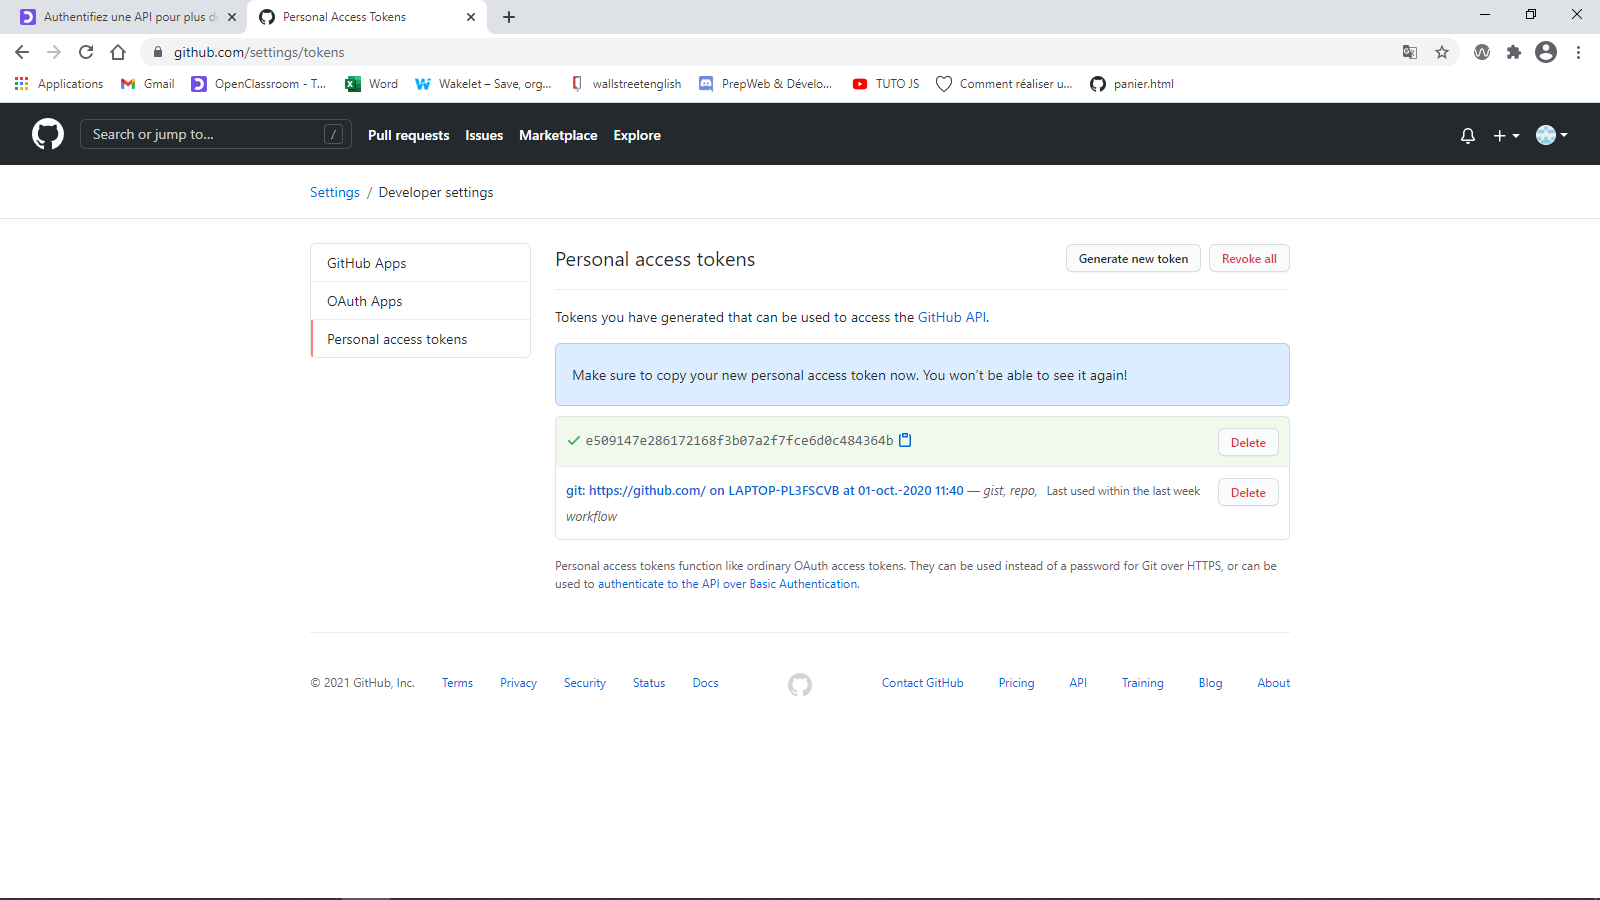 Authentifiez une API pour plus d
Personal Access Tokens
github.com/settings/tokens
Applications
Gmail
OpenClassroom - T...
Word
Wakelet – Save, org...
wallstreetenglish
PrepWeb & Dévelo...
TUTO JS
Comment réaliser u...
panier.html
Search or jump to...
/
Pull requests
Issues
Marketplace
Explore
Settings / Developer settings
GitHub Apps
OAuth Apps
Personal access tokens
Personal access tokens
Generate new token
Revoke all
Tokens you have generated that can be used to access the GitHub API.
Make sure to copy your new personal access token now. You won't be able to see it again!
e509147e286172168f3b07a2f7fce6d0c484364b
Delete
git: https://github.com/ on LAPTOP-PL3FSCVB at 01-oct.-2020 11:40 — gist, repo,
workflow
Last used within the last week
Delete
Personal access tokens function like ordinary OAuth access tokens. They can be used instead of a password for Git over HTTPS, or can be
used to authenticate to the API over Basic Authentication.
© 2021 GitHub, Inc.
Terms
Privacy
Security
Status
Docs
Contact GitHub
Pricing
API
Training
Blog
About